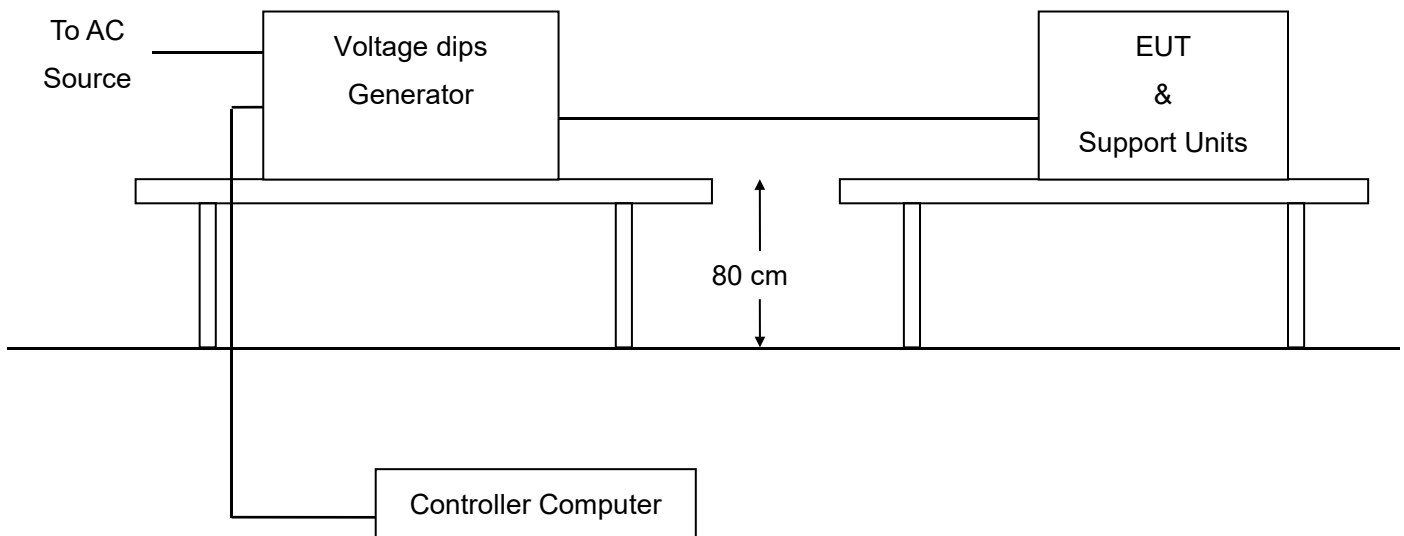 To AC
Source
Voltage dips
Generator
EUT
&
Support Units
80 cm
Controller Computer